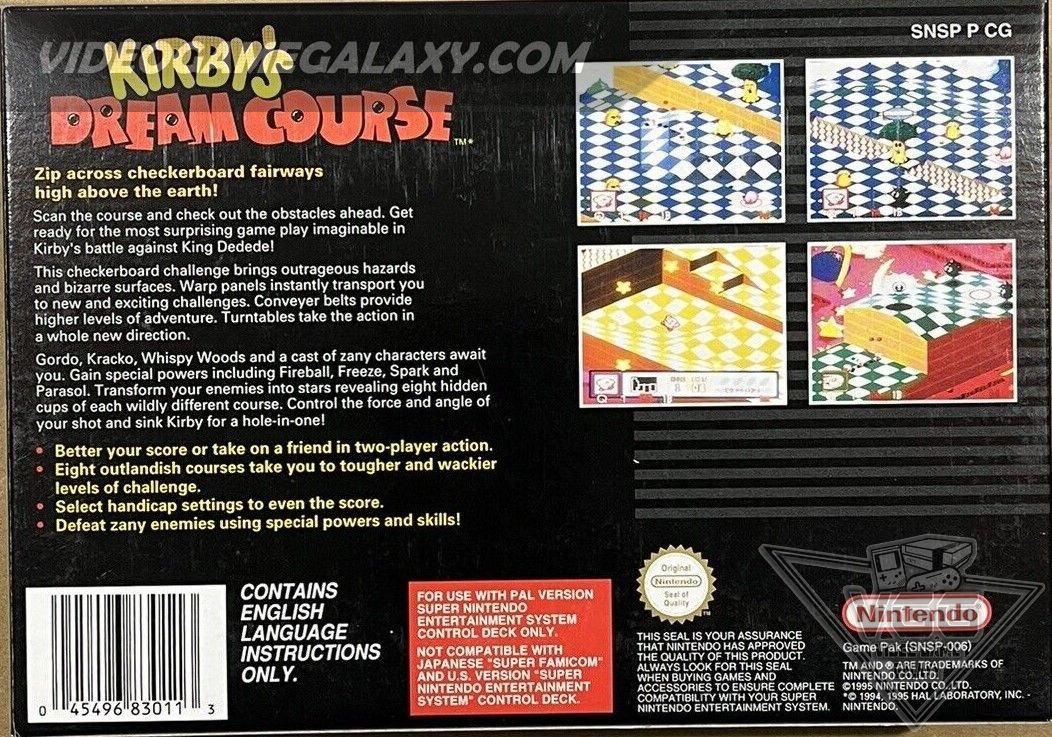 VIDEOGAMEGALAXY.COM
KIRBY'S
DREAM COURSE
TM*
Zip across checkerboard fairways
high above the earth!
Scan the course and check out the obstacles ahead. Get
ready for the most surprising game play imaginable in
Kirby's battle against King Dedede!
This checkerboard challenge brings outrageous hazards
and bizarre surfaces. Warp panels instantly transport you
to new and exciting challenges. Conveyer belts provide
higher levels of adventure. Turntables take the action in
a whole new direction.
Gordo, Kracko, Whispy Woods and a cast of zany characters await
you. Gain special powers including Fireball, Freeze, Spark and
Parasol. Transform your enemies into stars revealing eight hidden
cups of each wildly different course. Control the force and angle of
your shot and sink Kirby for a hole-in-one!
• Better your score or take on a friend in two-player action.
• Eight outlandish courses take you to tougher and wackier
levels of challenge.
• Select handicap settings to even the score.
• Defeat zany enemies using special powers and skills!
SNSP P CG
0 45496 83011 3
CONTAINS
ENGLISH
LANGUAGE
INSTRUCTIONS
ONLY.
FOR USE WITH PAL VERSION
SUPER NINTENDO
ENTERTAINMENT SYSTEM
CONTROL DECK ONLY.
NOT COMPATIBLE WITH
JAPANESE "SUPER FAMICOM"
AND U.S. VERSION "SUPER
NINTENDO ENTERTAINMENT
SYSTEM" CONTROL DECK.
Original
Nintendo
Seal of
Quality
TM
THIS SEAL IS YOUR ASSURANCE
THAT NINTENDO HAS APPROVED
THE QUALITY OF THIS PRODUCT.
ALWAYS LOOK FOR THIS SEAL
WHEN BUYING GAMES AND
ACCESSORIES TO ENSURE COMPLETE
COMPATIBILITY WITH YOUR SUPER
NINTENDO ENTERTAINMENT SYSTEM.
Nintendo
Game Pak (SNSP-006)
TM AND ® ARE TRADEMARKS OF
NINTENDO CO.,LTD.
©1995 NINTENDO CO.,LTD.
*© 1994, 1995 HAL LABORATORY, INC. -
NINTENDO.